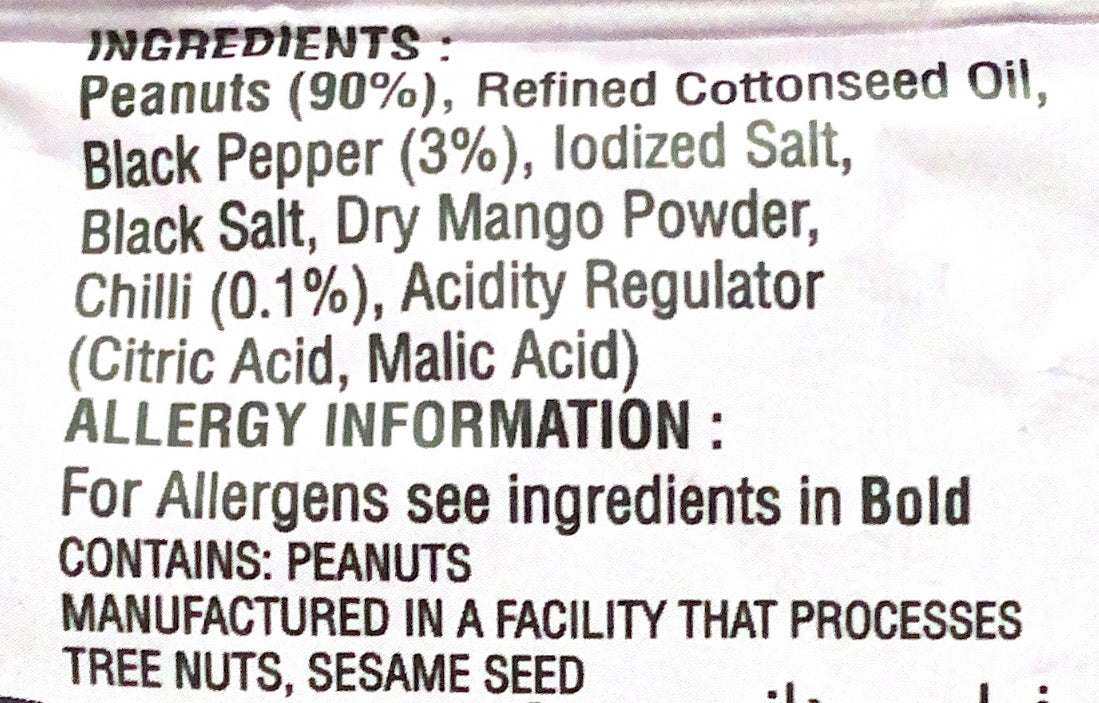 INGREDIENTS :
Peanuts (90%), Refined Cottonseed Oil,
Black Pepper (3%), Iodized Salt,
Black Salt, Dry Mango Powder,
Chilli (0.1%), Acidity Regulator
(Citric Acid, Malic Acid)
ALLERGY INFORMATION :
For Allergens see ingredients in Bold
CONTAINS: PEANUTS
MANUFACTURED IN A FACILITY THAT PROCESSES
TREE NUTS, SESAME SEED